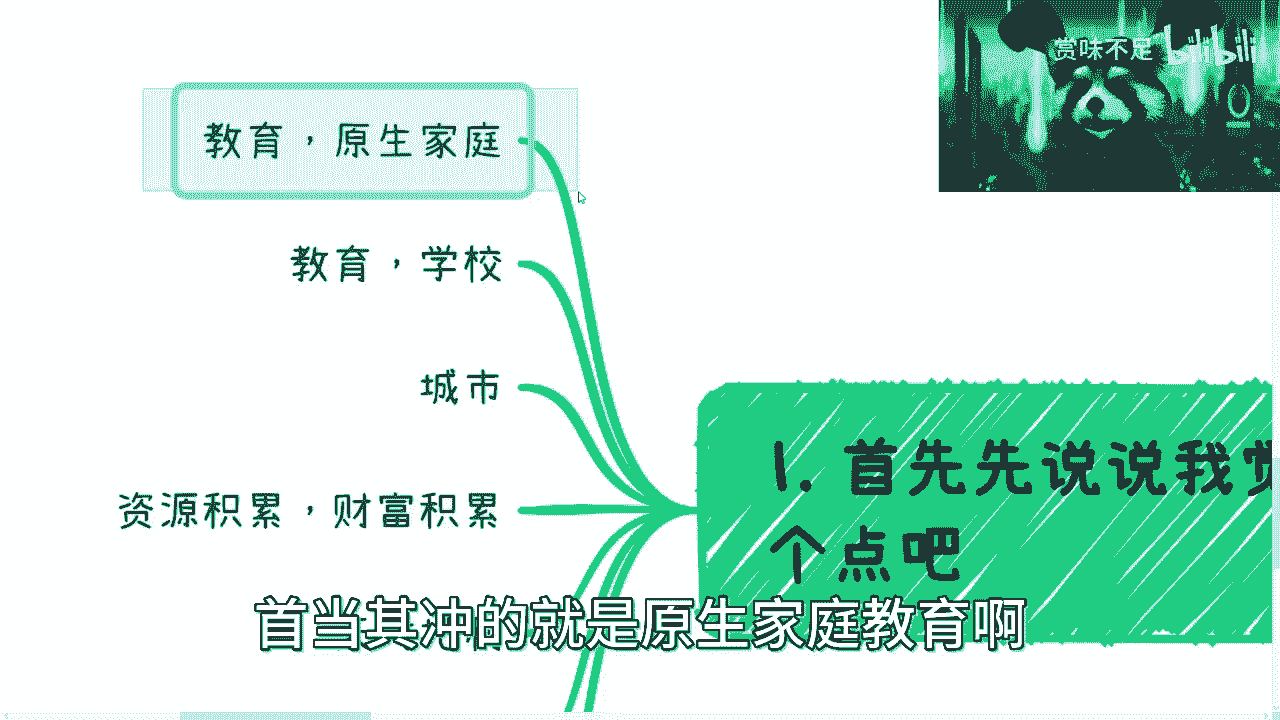 赏味不足 bilibili
教育，原生家庭
教育，学校
城市
资源积累，财富积累
1. 首先先说说我觉
个点吧
首当其冲的就是原生家庭教育啊